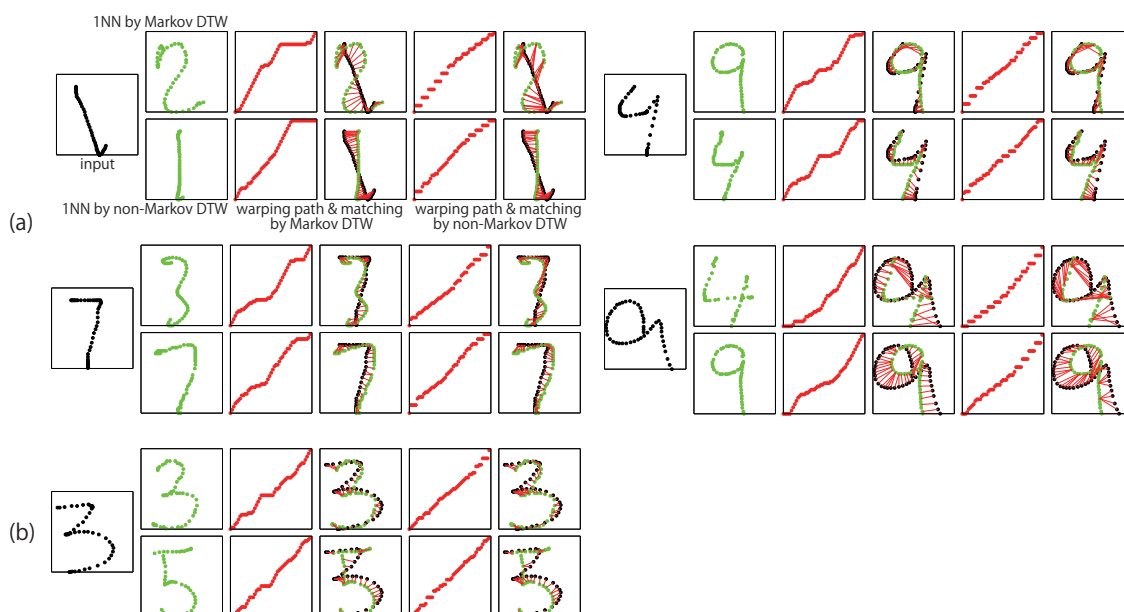 1NN by Markov DTW
input
1NN by non-Markov DTW
warping path & matching
by Markov DTW
warping path & matching
by non-Markov DTW
(a)
(b)